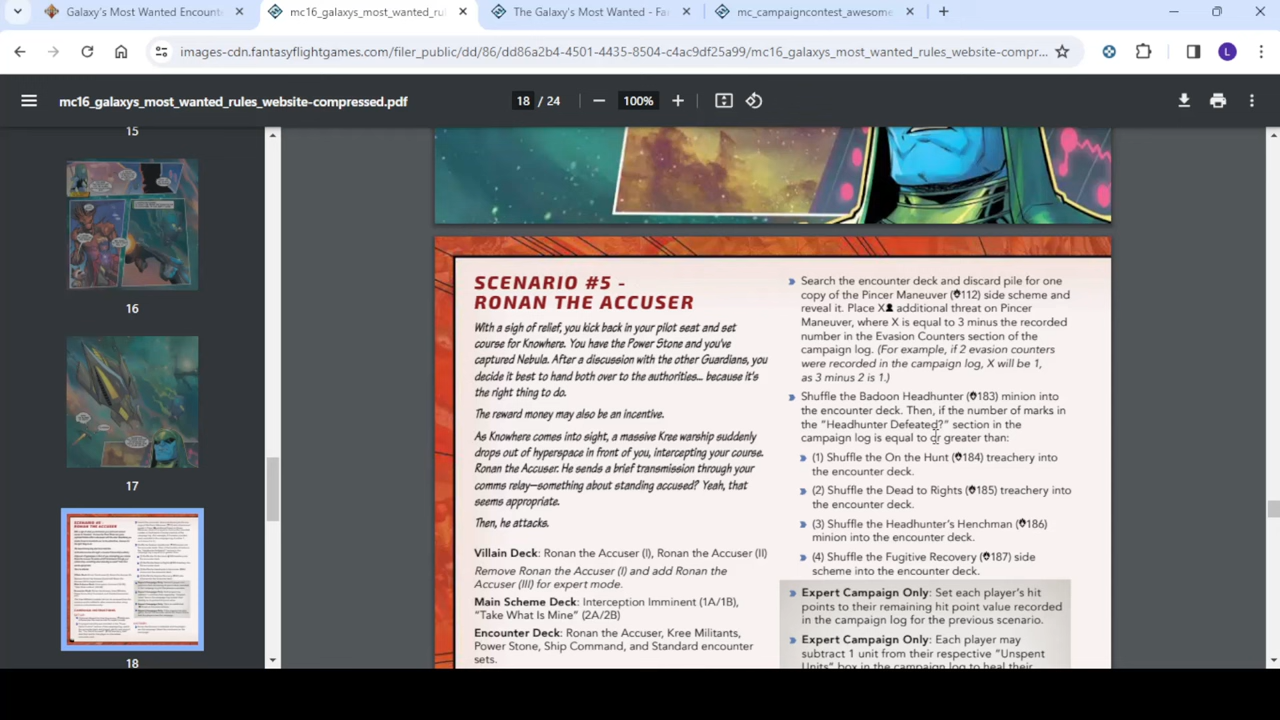 Galaxy's Most Wanted Encount
mc16_galaxys_most_wanted_rul
The Galaxy's Most Wanted - Fan
mc_campaigncontest_awesome
images-cdn.fantasyflightgames.com/filer_public/dd/86/dd86a2b4-4501-4435-8504-c4ac9df25a99/mc16_galaxys_most_wanted_rules_website-compr...
L
mc16_galaxys_most_wanted_rules_website-compressed.pdf
18 / 24
100%
15
16
17
18
SCENARIO #5 -
RONAN THE ACCUSER
With a sigh of relief, you kick back in your pilot seat and set
course for Knowhere. You have the Power Stone and you've
captured Nebula. After a discussion with the other Guardians, you
decide it best to hand both over to the authorities... because it's
the right thing to do.
The reward money may also be an incentive.
As Knowhere comes into sight, a massive Kree warship suddenly
drops out of hyperspace in front of you, intercepting your course.
Ronan the Accuser. He sends a brief transmission through your
comms relay—something about standing accused? Yeah, that
seems appropriate.
Then, he attacks.
Villain Deck: Ronan the Accuser (I), Ronan the Accuser (II)
Remove Ronan the Accuser (I) and add Ronan the
Accuser (III) for expert mode.
Main Scheme Deck: Interception Imminent (1A/1B),
"Take What Is Mine" (2A/2B)
Encounter Deck: Ronan the Accuser, Kree Militants,
Power Stone, Ship Command, and Standard encounter
sets.
Search the encounter deck and discard pile for one
copy of the Pincer Maneuver (112) side scheme and
reveal it. Place X additional threat on Pincer
Maneuver, where X is equal to 3 minus the recorded
number in the Evasion Counters section of the
campaign log. (For example, if 2 evasion counters
were recorded in the campaign log, X will be 1,
as 3 minus 2 is 1.)
Shuffle the Badoon Headhunter (183) minion into
the encounter deck. Then, if the number of marks in
the "Headhunter Defeated?" section in the
campaign log is equal to or greater than:
(1) Shuffle the On the Hunt (184) treachery into
the encounter deck.
(2) Shuffle the Dead to Rights (185) treachery into
the encounter deck.
(3) Shuffle the Headhunter's Henchman (186)
minion into the encounter deck.
(4) Shuffle the Fugitive Recovery (187) side
scheme into the encounter deck.
Expert Campaign Only: Set each player's hit
points to their remaining hit point value recorded
in the campaign log for the previous scenario.
Expert Campaign Only: Each player may
subtract 1 unit from their respective "Unspent
Units" box in the campaign log to heal their